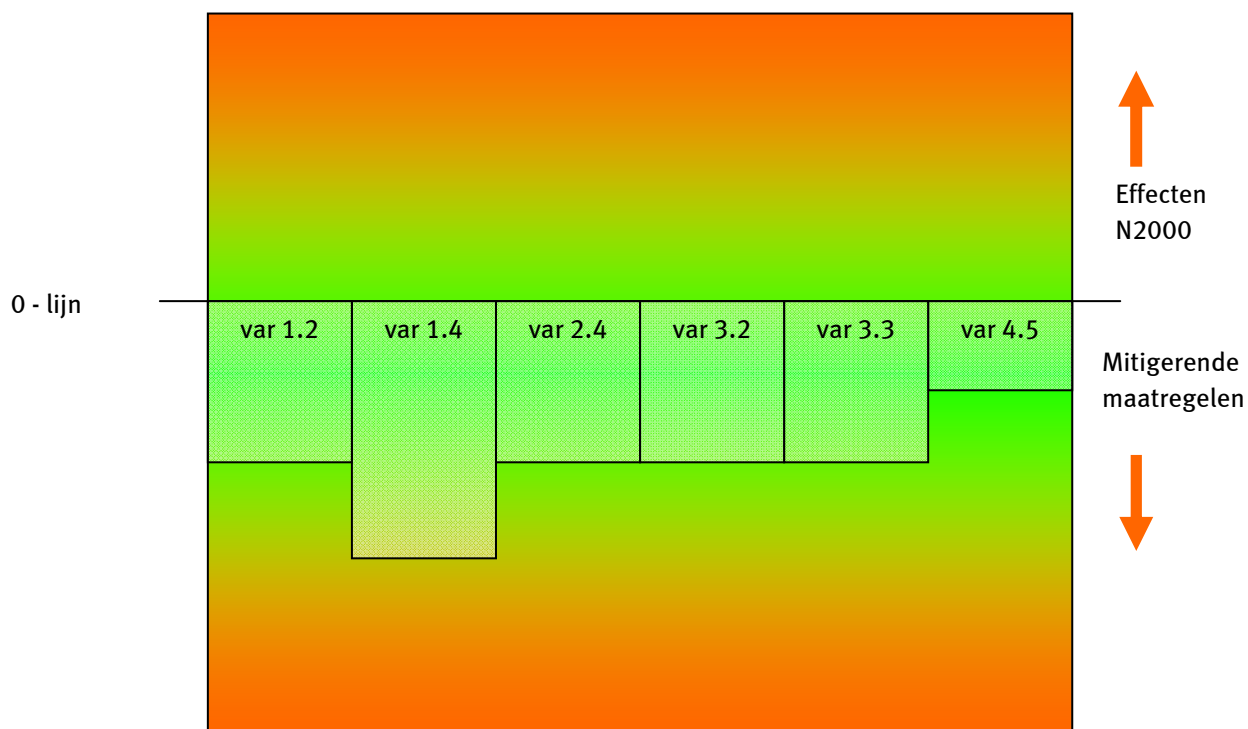 Effecten
N2000
0 - lijn
var 1.2
var 1.4
var 2.4
var 3.2
var 3.3
var 4.5
Mitigerende
maatregelen